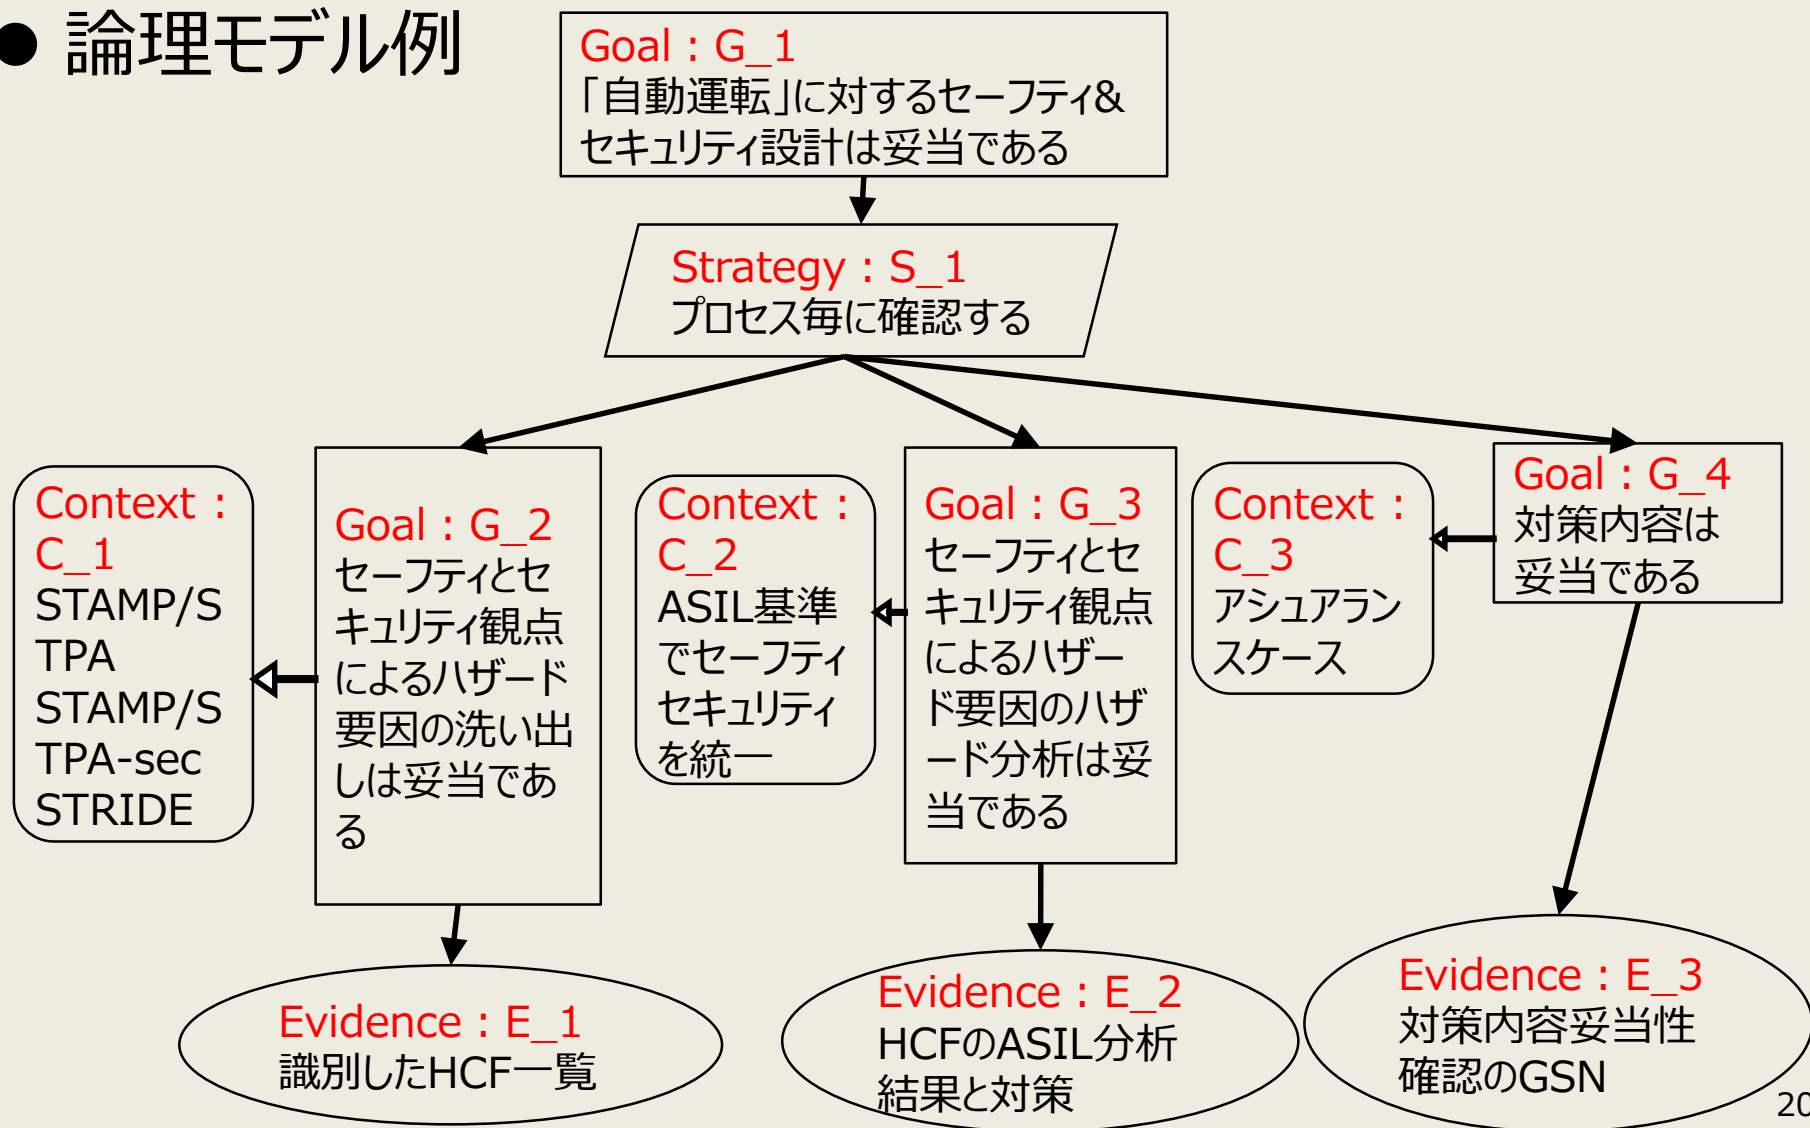 ● 論理モデル例
Goal : G_1
「自動運転」に対するセーフティ&
セキュリティ設計は妥当である
Strategy : S_1
プロセス毎に確認する
Context :
C_1
STAMP/S
TPA
STAMP/S
TPA-sec
STRIDE
Goal : G_2
セーフティとセ
キュリティ観点
によるハザード
要因の洗い出
しは妥当であ
る
Context :
C_2
ASIL基準
でセーフティ
セキュリティ
を統一
Goal : G_3
セーフティとセ
キュリティ観点
によるハザー
ド要因のハザ
ード分析は妥
当である
Context :
C_3
アシュアラン
スケース
Goal : G_4
対策内容は
妥当である
Evidence : E_1
識別したHCF一覧
Evidence : E_2
HCFのASIL分析
結果と対策
Evidence : E_3
対策内容妥当性
確認のGSN
20